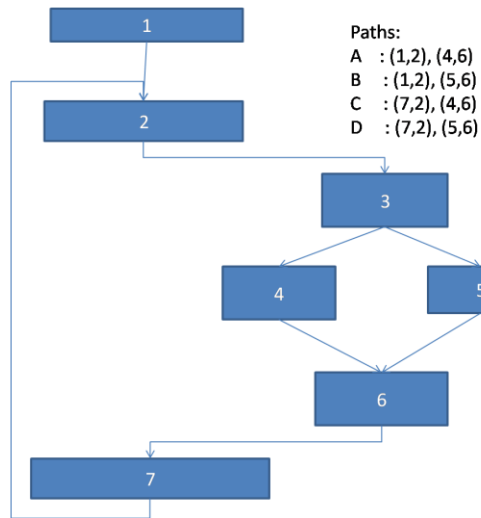 1
Paths:
A : (1,2), (4,6)
B : (1,2), (5,6)
C : (7,2), (4,6)
D : (7,2), (5,6)
2
3
4
5
6
7